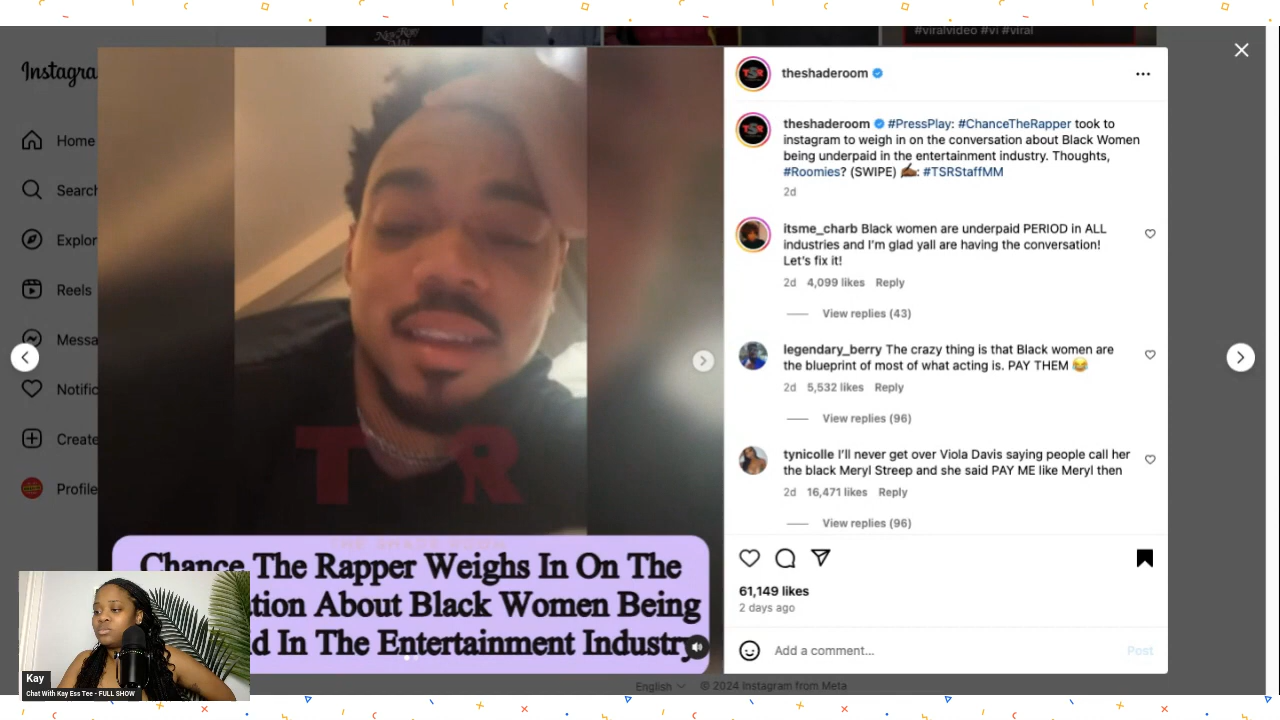 #viralvideo #vi #viral
Instagra
Home
Search
Explor
Reels
Messa
Notific
Create
Profile
TSR
theshaderoom
theshaderoom #PressPlay: #ChanceTheRapper took to
instagram to weigh in on the conversation about Black Women
being underpaid in the entertainment industry. Thoughts,
#Roomies? (SWIPE) ✍🏾: #TSRStaffMM
2d
itsme_charb Black women are underpaid PERIOD in ALL
industries and I'm glad yall are having the conversation!
Let's fix it!
2d 4,099 likes Reply
View replies (43)
legendary_berry The crazy thing is that Black women are
the blueprint of most of what acting is. PAY THEM 😂
2d 5,532 likes Reply
View replies (96)
tynicolle I'll never get over Viola Davis saying people call her
the black Meryl Streep and she said PAY ME like Meryl then
2d 16,471 likes Reply
View replies (96)
61,149 likes
2 days ago
Add a comment...
Post
T R
Chance The Rapper Weighs In On The
tion About Black Women Being
d In The Entertainment Industry
Kay
Chat With Kay Ess Tee - FULL SHOW
English © 2024 Instagram from Meta